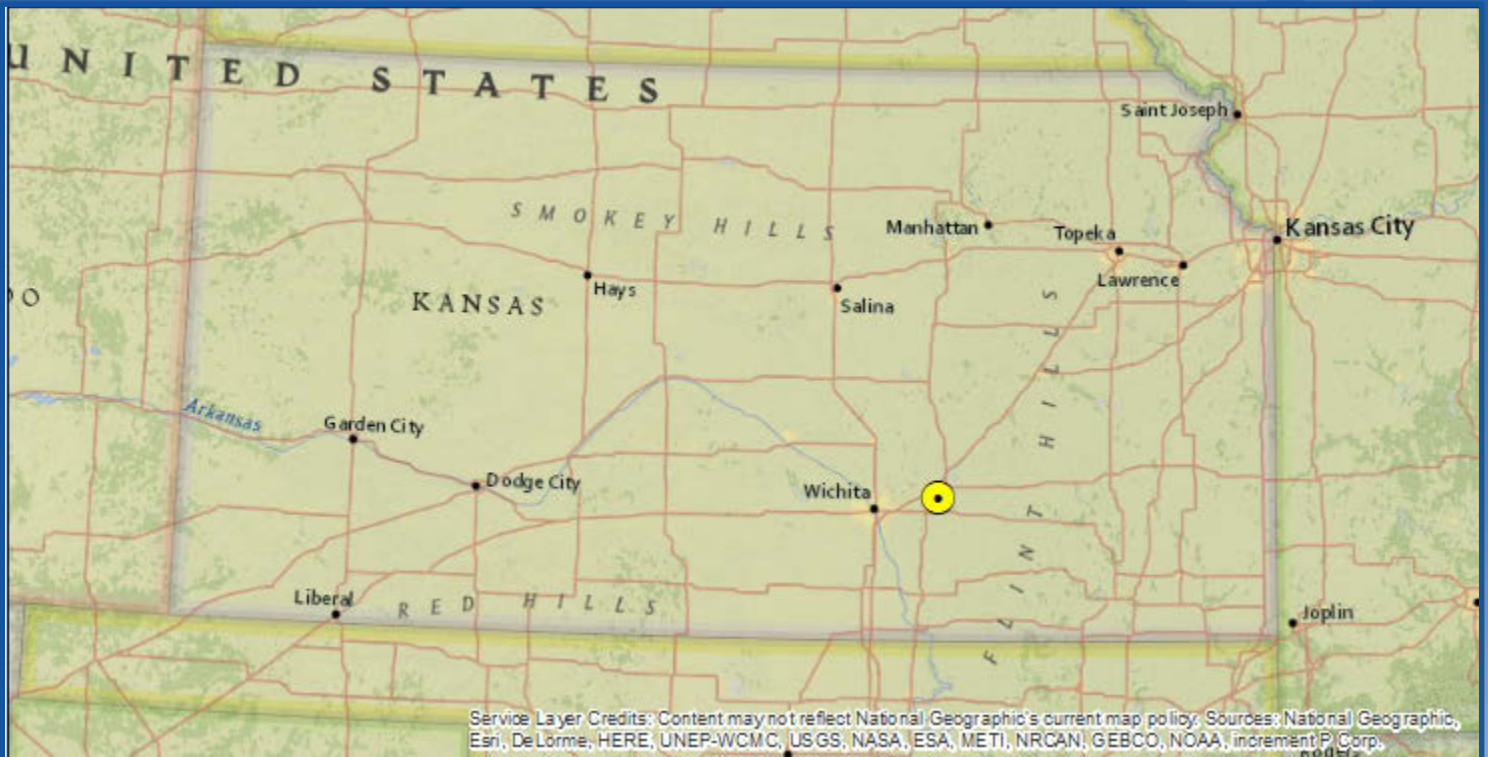 UNITED STATES
Saint Joseph
SMOKEY HILLS
Manhattan
Topeka
Kansas City
Lawrence
Hays
Salina
KANSAS
Arkansas
Garden City
Dodge City
Wichita
FLINT HILLS
Liberal
RED HILLS
Joplin
Service Layer Credits: Content may not reflect National Geographic's current map policy. Sources: National Geographic,
Esri, DeLorme, HERE, UNEP-WCMC, USGS, NASA, ESA, METI, NRCAN, GEBCO, NOAA, increment P Corp.